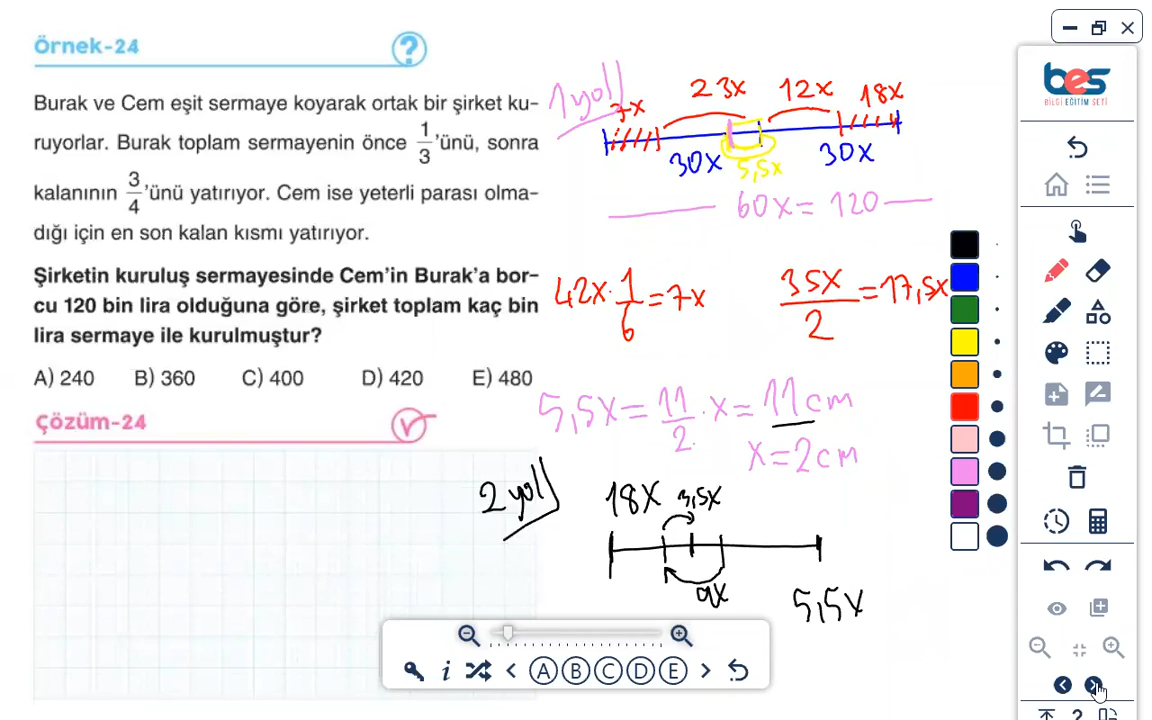 Örnek-24
?
Burak ve Cem eşit sermaye koyarak ortak bir şirket ku-
ruyorlar. Burak toplam sermayenin önce 1/3'ünü, sonra
kalanının 3/4'ünü yatırıyor. Cem ise yeterli parası olma-
dığı için en son kalan kısmı yatırıyor.
Şirketin kuruluş sermayesinde Cem'in Burak'a bor-
cu 120 bin lira olduğuna göre, şirket toplam kaç bin
lira sermaye ile kurulmuştur?
A) 240 B) 360 C) 400 D) 420 E) 480
Çözüm-24
1 yol
7x 23x 12x 18x
30x 5,5x 30x
60x = 120
42x · 1/6 = 7x 35x/2 = 17,5x
5,5x = 11/2 · x = 11 cm
x = 2 cm
2 yol
18x 3,5x
9x 5,5x
i A B C D E
bes
BİLGİ EĞİTİM SETİ
?